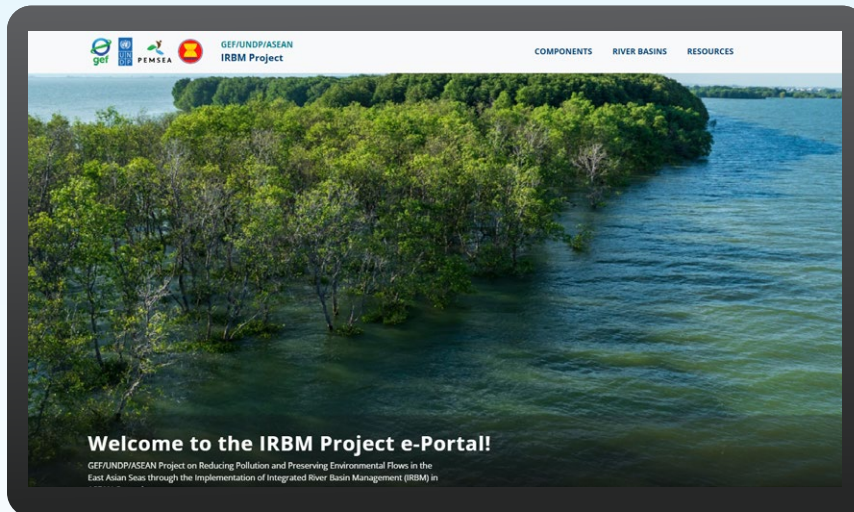 gef
U N
D P
PEMSEA
GEF/UNDP/ASEAN
IRBM Project
COMPONENTS RIVER BASINS RESOURCES
Welcome to the IRBM Project e-Portal!
GEF/UNDP/ASEAN Project on Reducing Pollution and Preserving Environmental Flows in the
East Asian Seas through the Implementation of Integrated River Basin Management (IRBM) in